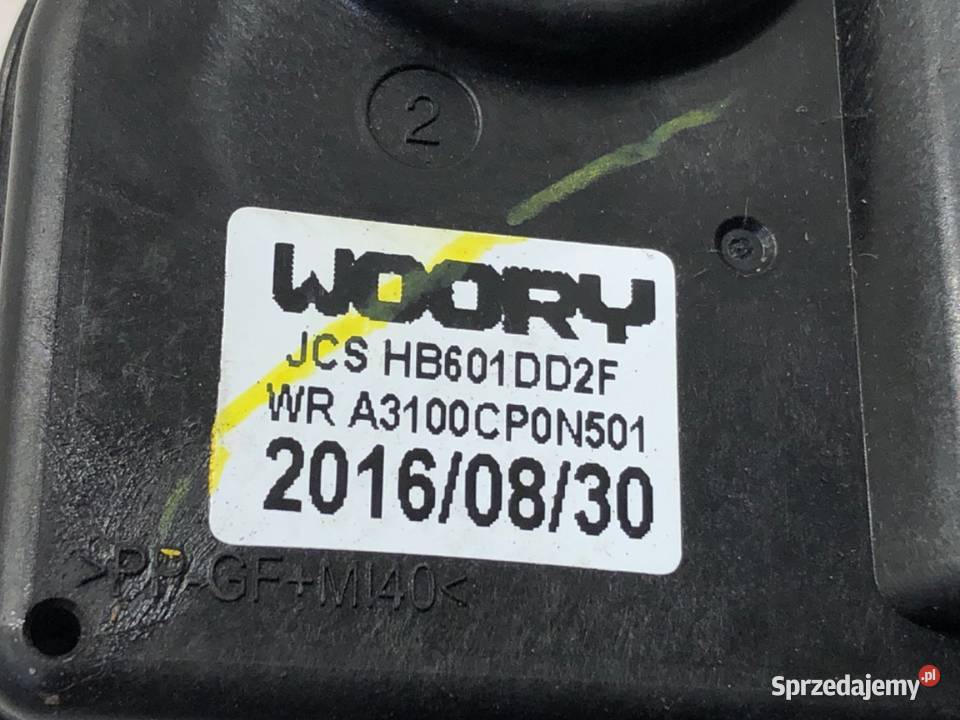 2
WOORY
JCS HB601DD2F
WR A3100CP0N501
2016/08/30
>PP-GF+MI40<
Sprzedajemy.pl